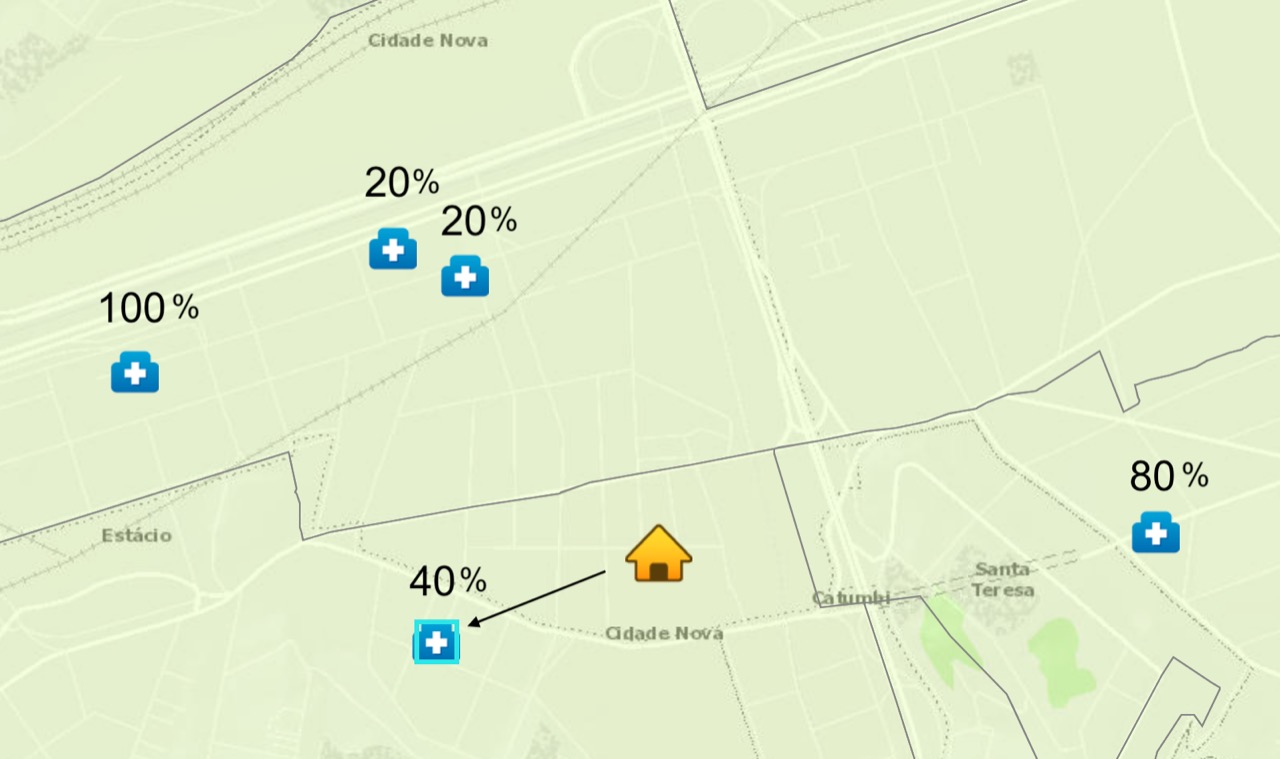 Cidade Nova
20%
20%
100%
80%
Estácio
40%
Santa
Teresa
Catumbi
Cidade Nova